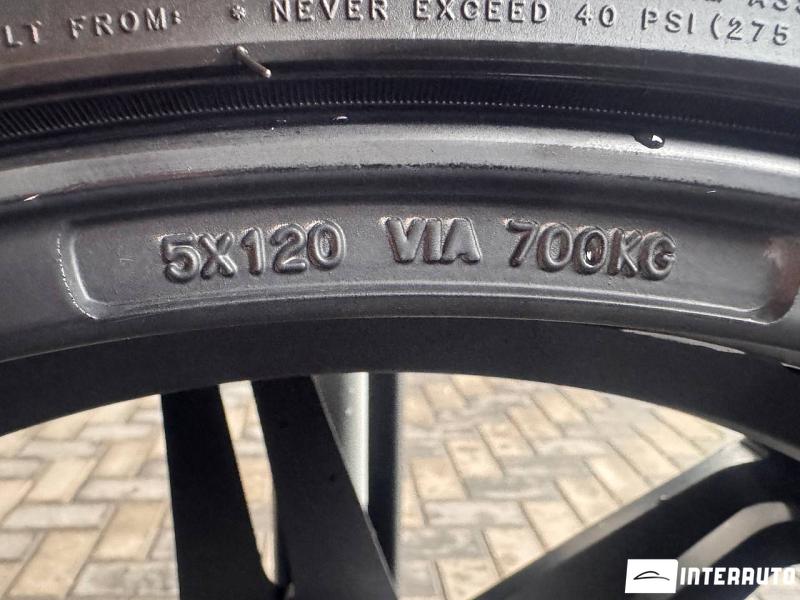 LT FROM: * NEVER EXCEED 40 PSI (275
5X120 VIA 700KG
INTERAUTO